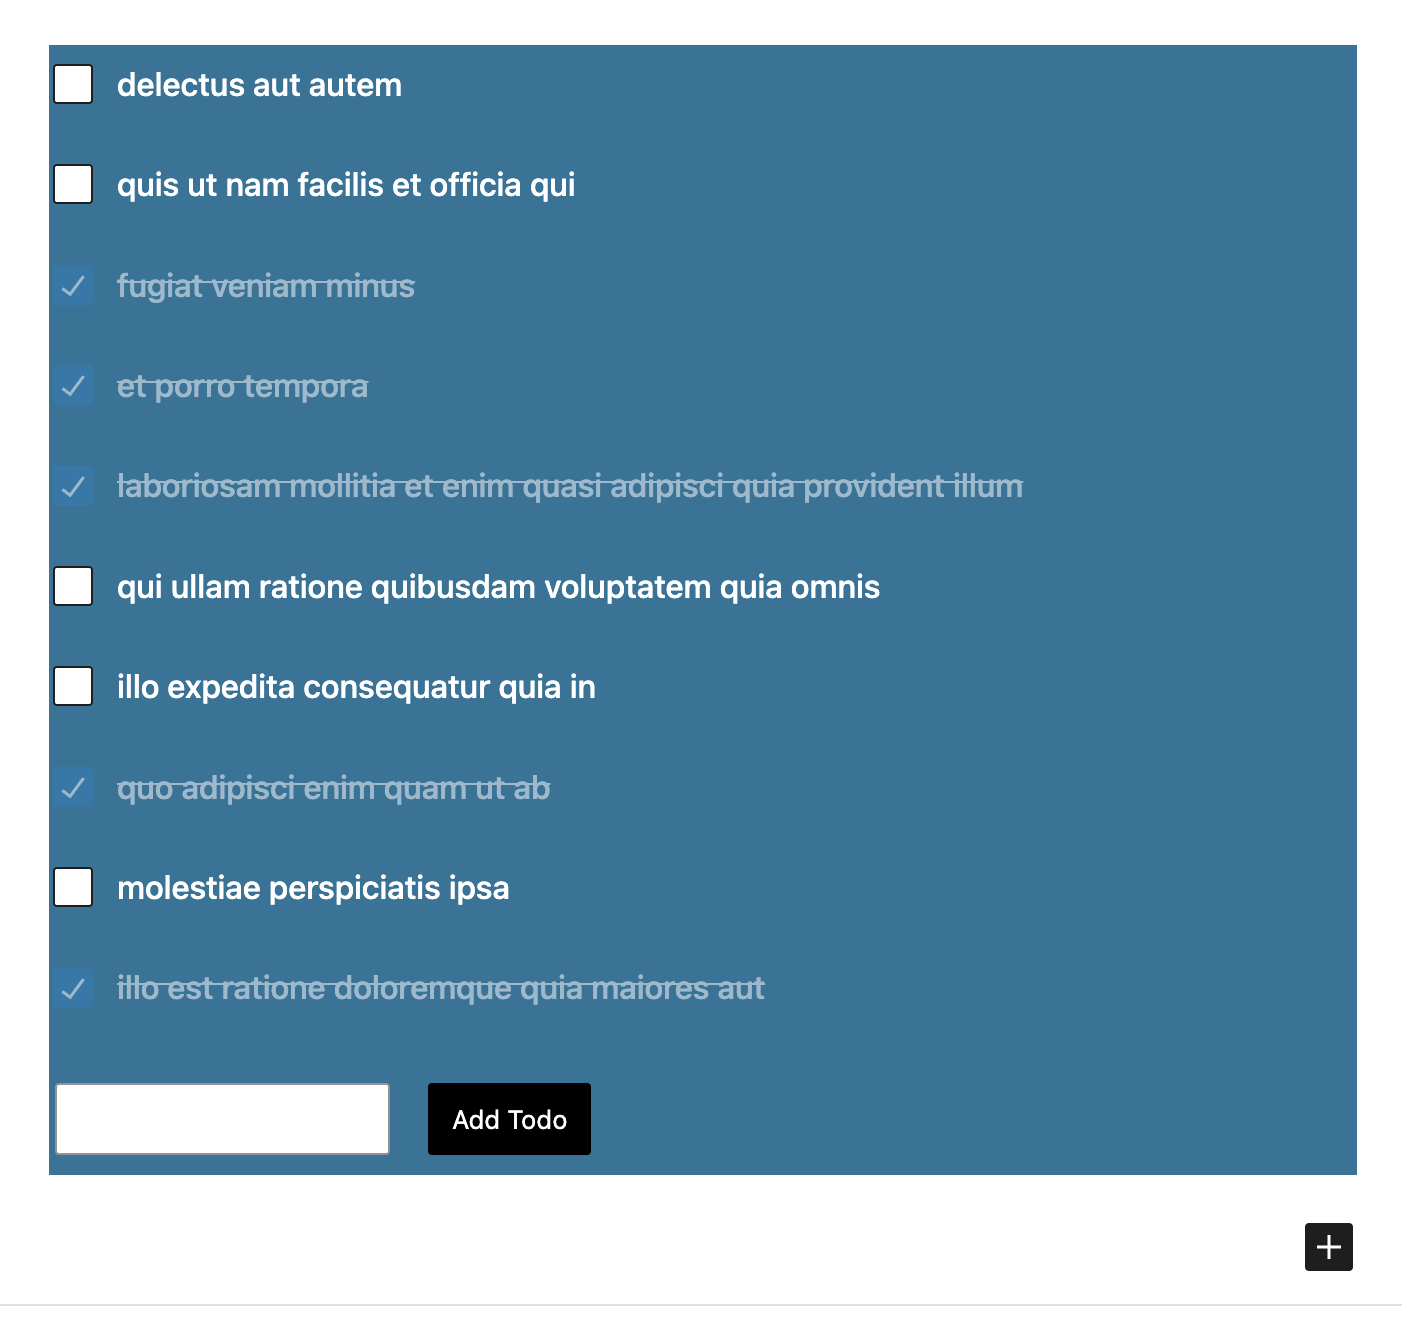 delectus aut autem
quis ut nam facilis et officia qui
fugiat veniam minus
et porro tempora
laboriosam mollitia et enim quasi adipisci quia provident illum
qui ullam ratione quibusdam voluptatem quia omnis
illo expedita consequatur quia in
quo adipisci enim quam ut ab
molestiae perspiciatis ipsa
illo est ratione doloremque quia maiores aut
Add Todo